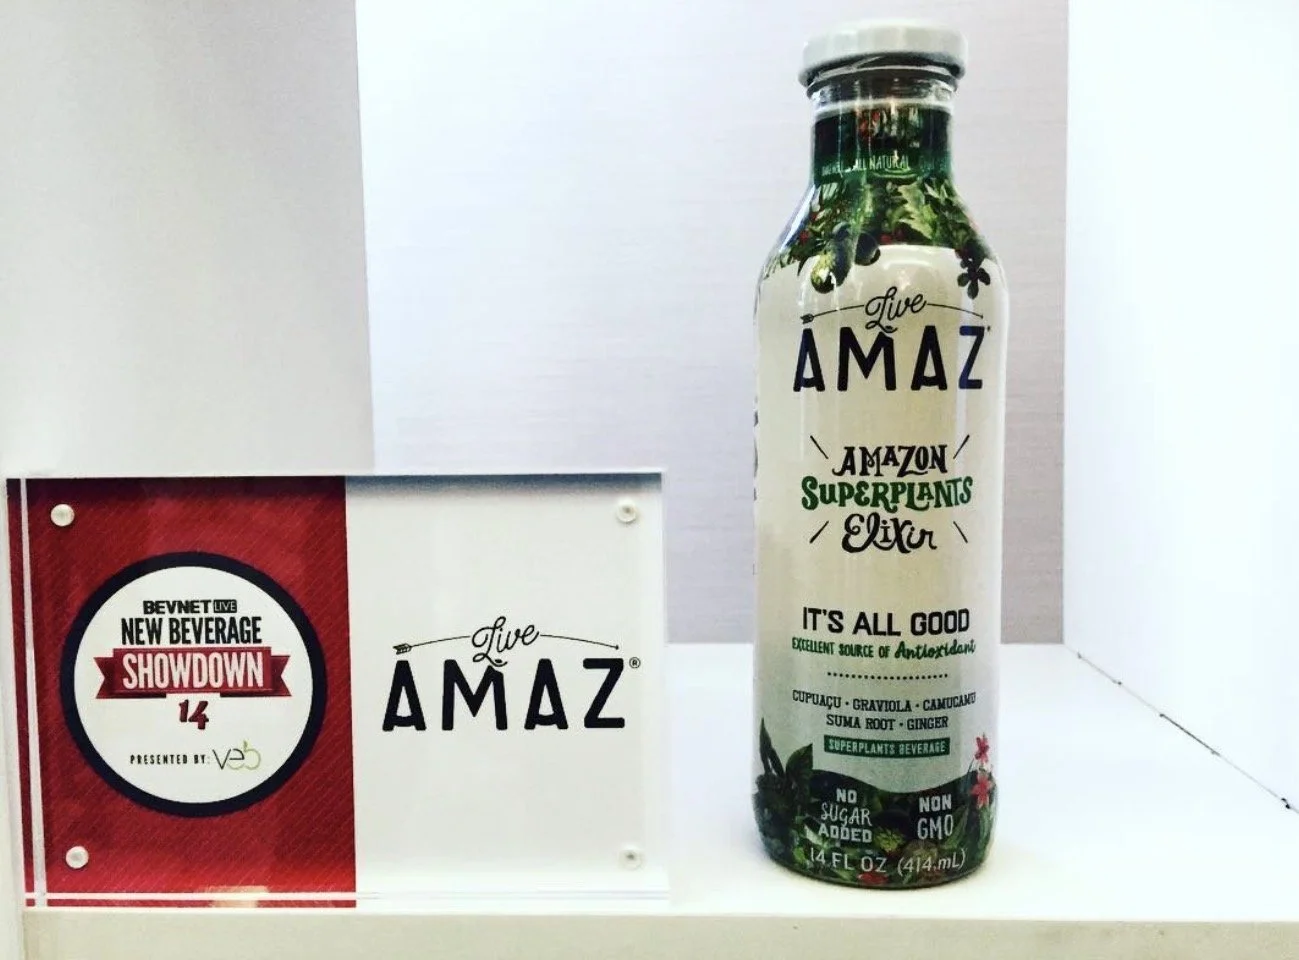 BEVNET LIVE
NEW BEVERAGE
SHOWDOWN
14
PRESENTED BY: veb
Live
AMAZ®
ALL NATURAL
Live
AMAZ
AMAZON
SUPERPLANTS
Elixir
IT'S ALL GOOD
EXCELLENT SOURCE OF Antioxidant
CUPUAÇU · GRAVIOLA · CAMUCAMU
SUMA ROOT · GINGER
SUPERPLANTS BEVERAGE
NO
SUGAR
ADDED
NON
GMO
14 FL OZ (414 mL)